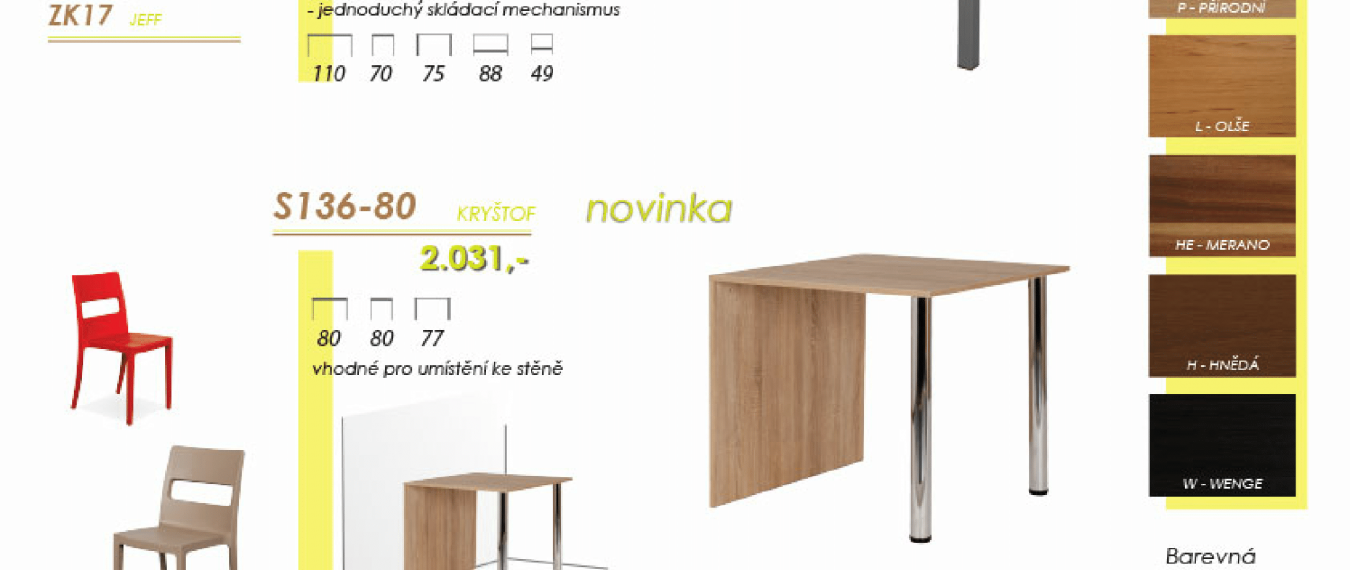 ZK17 JEFF
- jednoduchý skládací mechanismus
110 70 75 88 49
S136-80 KRYŠTOF novinka
2.031,-
80 80 77
vhodné pro umístění ke stěně
P - PŘÍRODNÍ
L - OLŠE
HE - MERANO
H - HNĚDÁ
W - WENGE
Barevná